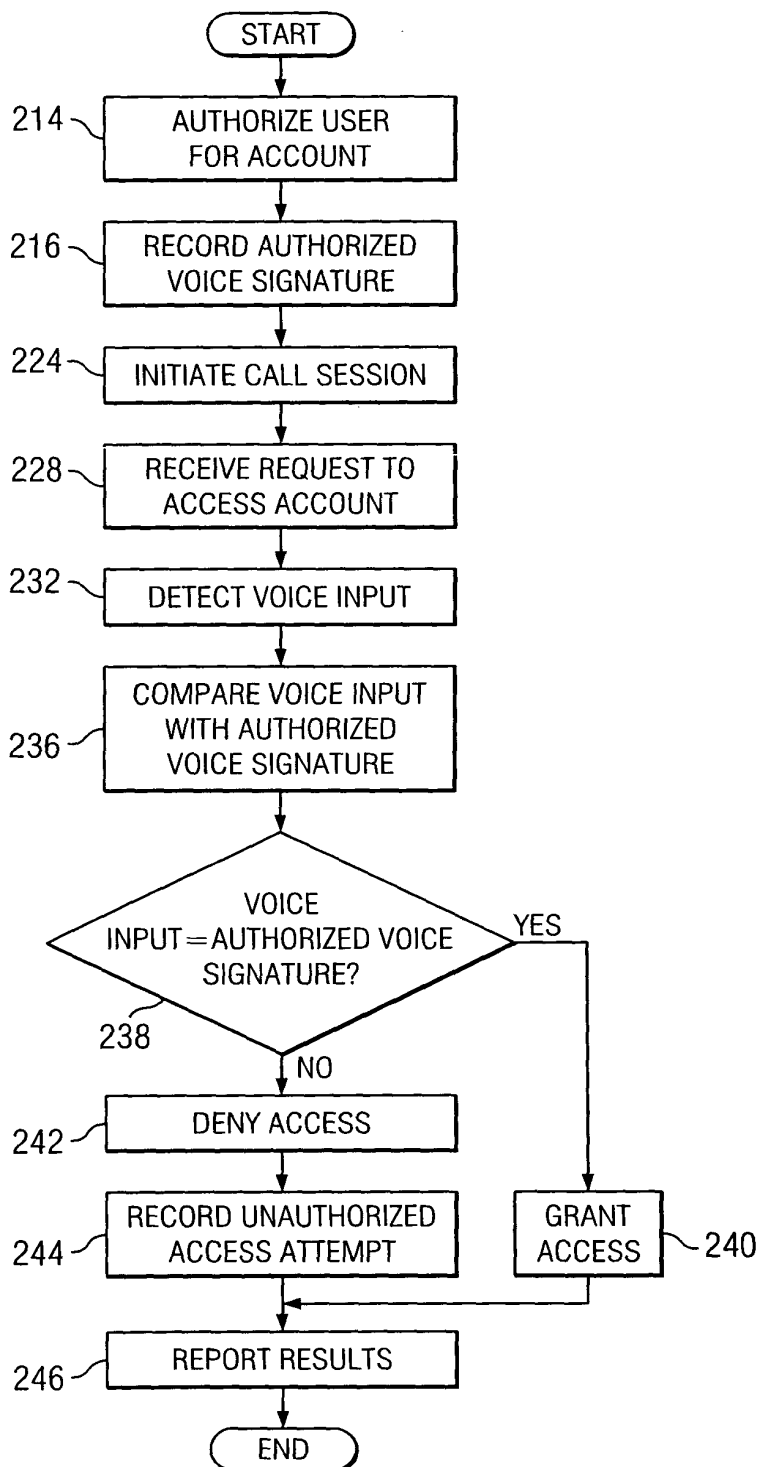 START
214
AUTHORIZE USER
FOR ACCOUNT
216
RECORD AUTHORIZED
VOICE SIGNATURE
224
INITIATE CALL SESSION
228
RECEIVE REQUEST TO
ACCESS ACCOUNT
232
DETECT VOICE INPUT
236
COMPARE VOICE INPUT
WITH AUTHORIZED
VOICE SIGNATURE
VOICE
INPUT=AUTHORIZED VOICE
SIGNATURE?
238
YES
NO
242
DENY ACCESS
244
RECORD UNAUTHORIZED
ACCESS ATTEMPT
GRANT
ACCESS
240
246
REPORT RESULTS
END